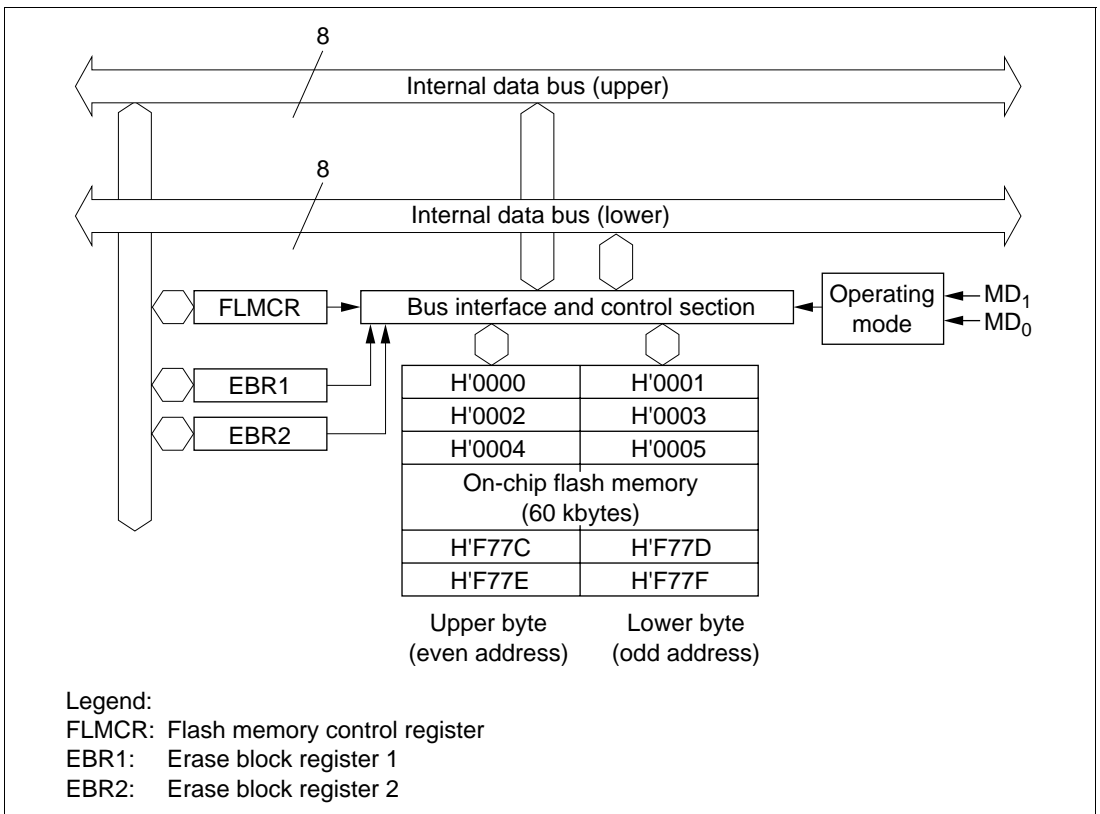 8
Internal data bus (upper)
8
Internal data bus (lower)
FLMCR
Bus interface and control section
Operating
mode
MD1
MD0
EBR1
EBR2
H'0000 H'0001
H'0002 H'0003
H'0004 H'0005
On-chip flash memory
(60 kbytes)
H'F77C H'F77D
H'F77E H'F77F
Upper byte
(even address)
Lower byte
(odd address)
Legend:
FLMCR: Flash memory control register
EBR1: Erase block register 1
EBR2: Erase block register 2